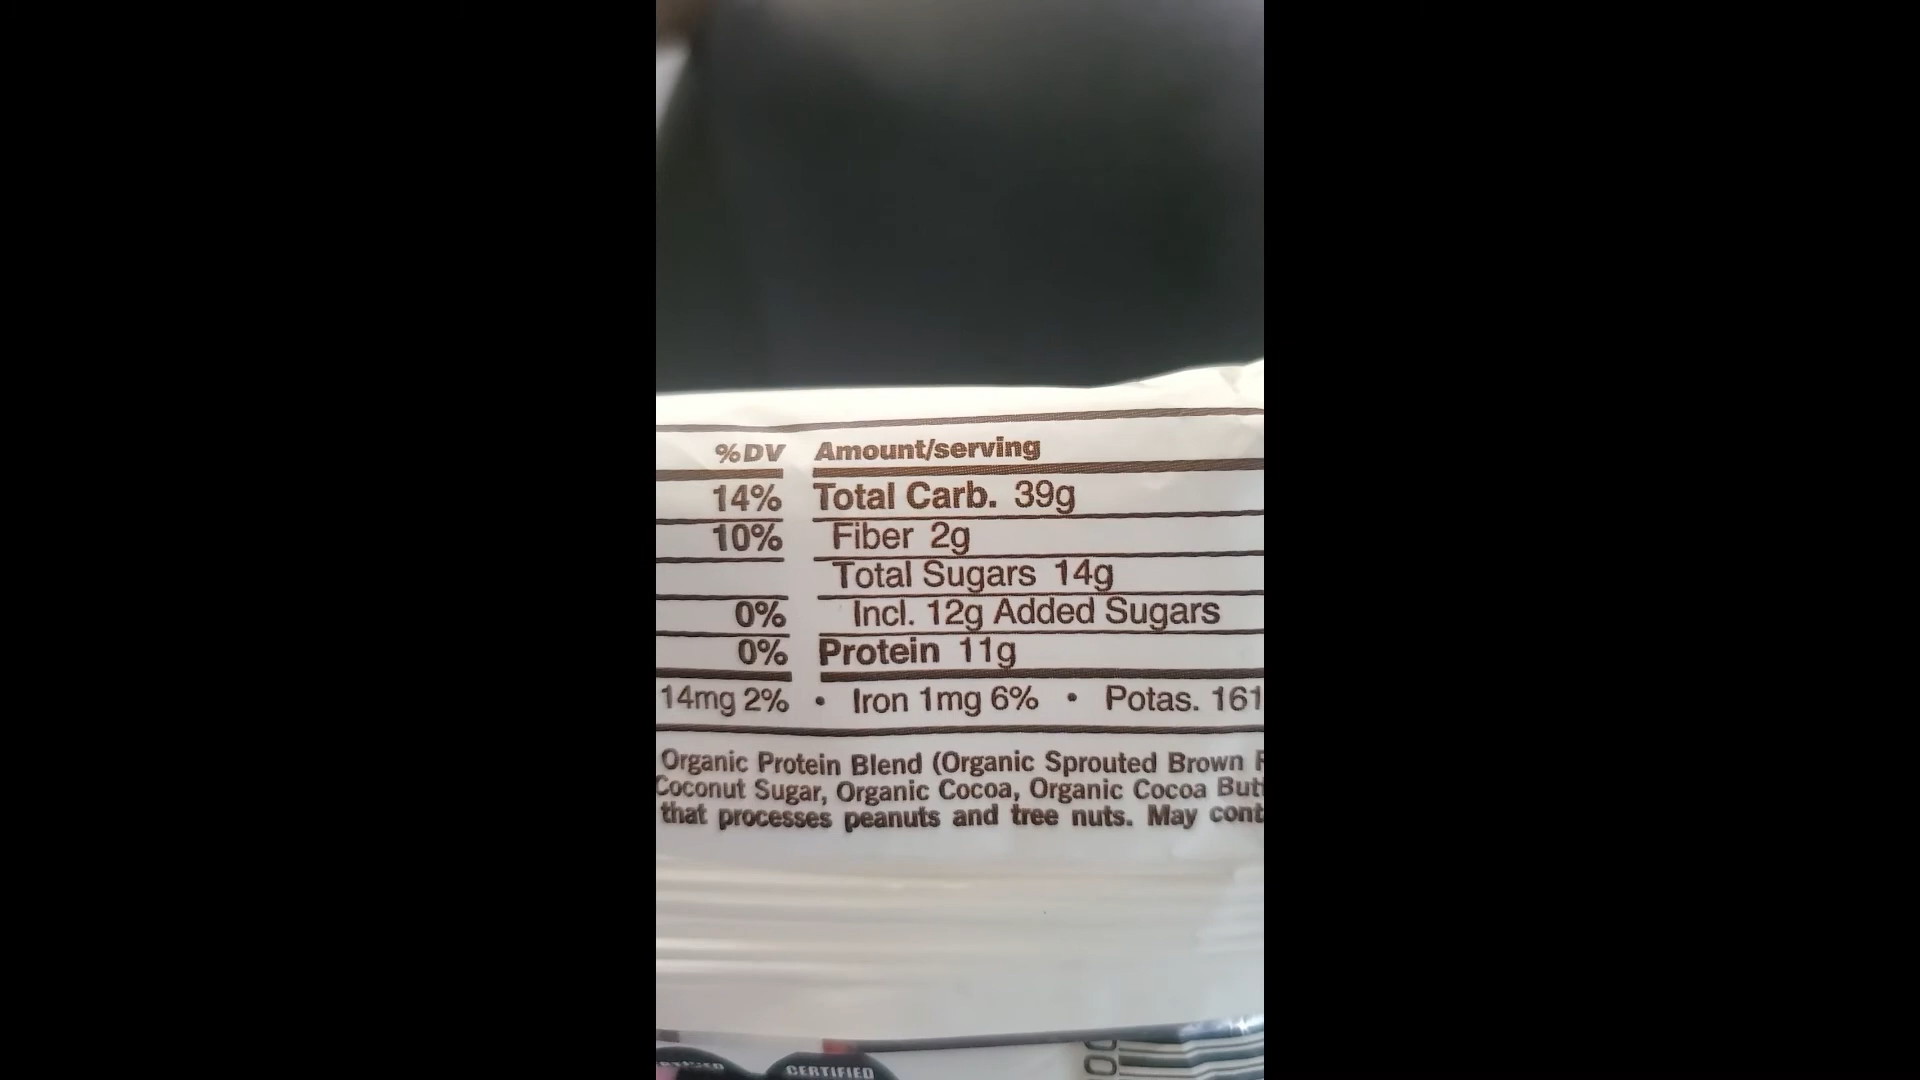 %DV Amount/serving
14% Total Carb. 39g
10% Fiber 2g
Total Sugars 14g
0% Incl. 12g Added Sugars
0% Protein 11g
14mg 2% • Iron 1mg 6% • Potas. 161
Organic Protein Blend (Organic Sprouted Brown
Coconut Sugar, Organic Cocoa, Organic Cocoa
that processes peanuts and tree nuts. May
CERTIFIED